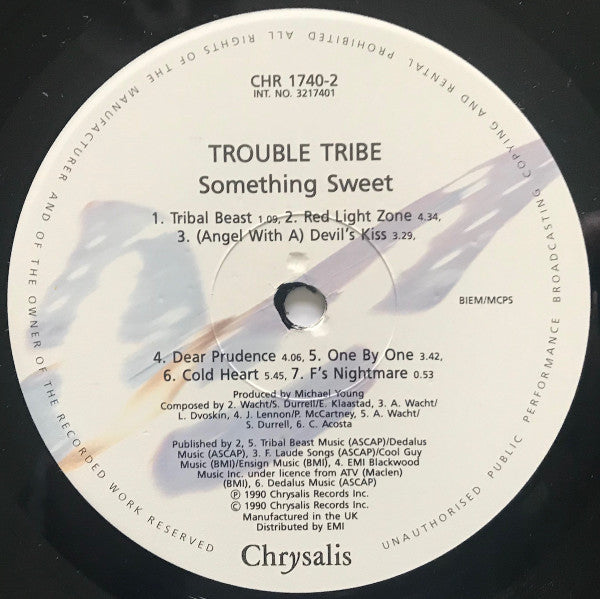 CHR 1740-2
INT. NO. 3217401
TROUBLE TRIBE
Something Sweet
1. Tribal Beast 1.09, 2. Red Light Zone 4.34,
3. (Angel With A) Devil's Kiss 3.29,
BIEM/MCPS
4. Dear Prudence 4.06, 5. One By One 3.42,
6. Cold Heart 5.45, 7. F's Nightmare 0.53
Produced by Michael Young
Composed by 2. Wacht/S. Durrell/E. Klaastad, 3. A. Wacht/
L. Dvoskin, 4. J. Lennon/P. McCartney, 5. A. Wacht/
S. Durrell, 6. C. Acosta
Published by 2, 5. Tribal Beast Music (ASCAP)/Dedalus
Music (ASCAP), 3. F. Laude Songs (ASCAP)/Cool Guy
Music (BMI)/Ensign Music (BMI), 4. EMI Blackwood
Music Inc. under licence from ATV (Maclen)
(BMI), 6. Dedalus Music (ASCAP)
℗ 1990 Chrysalis Records Inc.
© 1990 Chrysalis Records Inc.
Manufactured in the UK
Distributed by EMI
Chrysalis
ALL RIGHTS OF THE MANUFACTURER AND OF THE OWNER OF THE RECORDED WORK RESERVED
UNAUTHORISED PUBLIC PERFORMANCE BROADCASTING COPYING AND RENTAL PROHIBITED